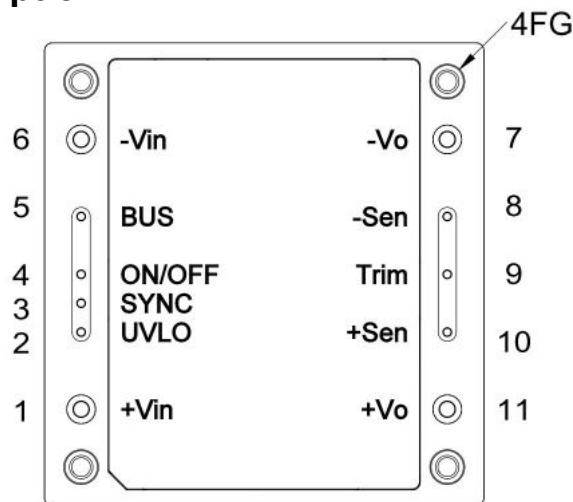 4FG
6 -Vin -Vo 7
5 BUS -Sen 8
4 ON/OFF Trim 9
3 SYNC
2 UVLO +Sen 10
1 +Vin +Vo 11